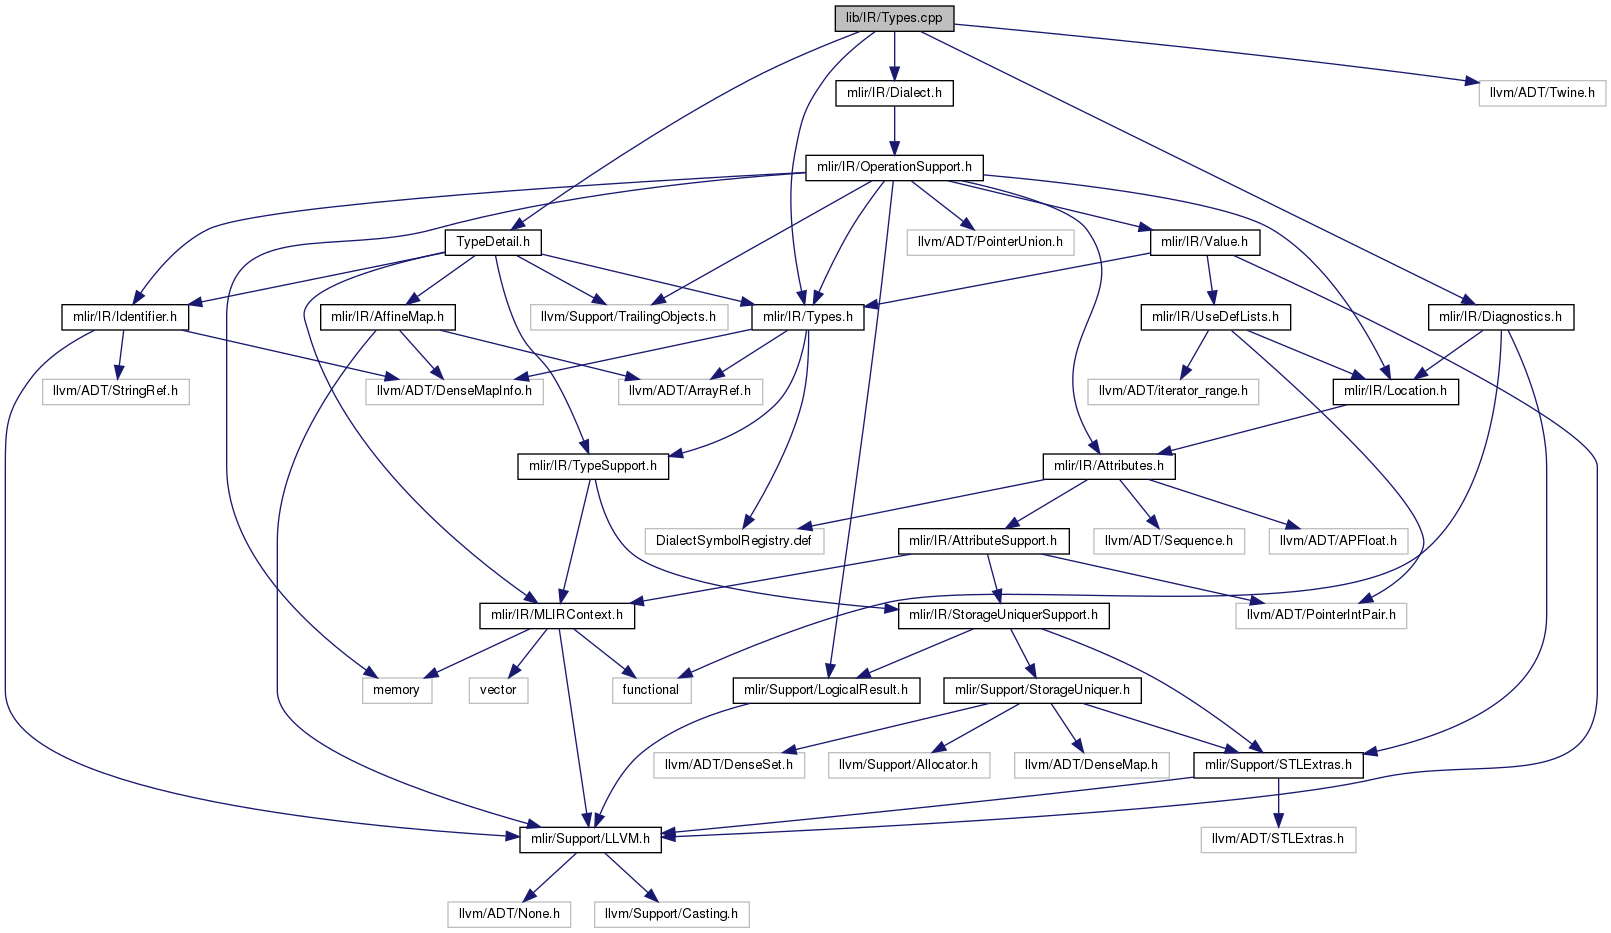 lib/IR/Types.cpp
mlir/IR/Dialect.h
llvm/ADT/Twine.h
mlir/IR/OperationSupport.h
TypeDetail.h
llvm/ADT/PointerUnion.h
mlir/IR/Value.h
mlir/IR/Identifier.h
mlir/IR/AffineMap.h
llvm/Support/TrailingObjects.h
mlir/IR/Types.h
mlir/IR/UseDefLists.h
mlir/IR/Diagnostics.h
llvm/ADT/StringRef.h
llvm/ADT/DenseMapInfo.h
llvm/ADT/ArrayRef.h
llvm/ADT/iterator_range.h
mlir/IR/Location.h
mlir/IR/TypeSupport.h
mlir/IR/Attributes.h
DialectSymbolRegistry.def
mlir/IR/AttributeSupport.h
llvm/ADT/Sequence.h
llvm/ADT/APFloat.h
mlir/IR/MLIRContext.h
mlir/IR/StorageUniquerSupport.h
llvm/ADT/PointerIntPair.h
memory
vector
functional
mlir/Support/LogicalResult.h
mlir/Support/StorageUniquer.h
llvm/ADT/DenseSet.h
llvm/Support/Allocator.h
llvm/ADT/DenseMap.h
mlir/Support/STLExtras.h
mlir/Support/LLVM.h
llvm/ADT/STLExtras.h
llvm/ADT/None.h
llvm/Support/Casting.h